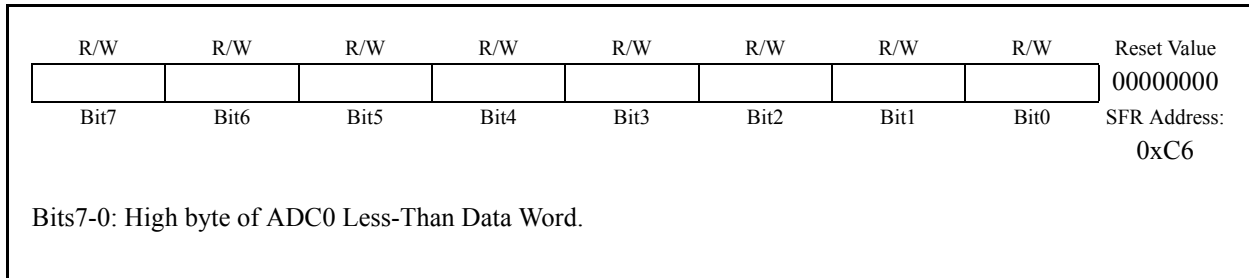 R/W R/W R/W R/W R/W R/W R/W R/W Reset Value
00000000
Bit7 Bit6 Bit5 Bit4 Bit3 Bit2 Bit1 Bit0 SFR Address:
0xC6
Bits7-0: High byte of ADC0 Less-Than Data Word.